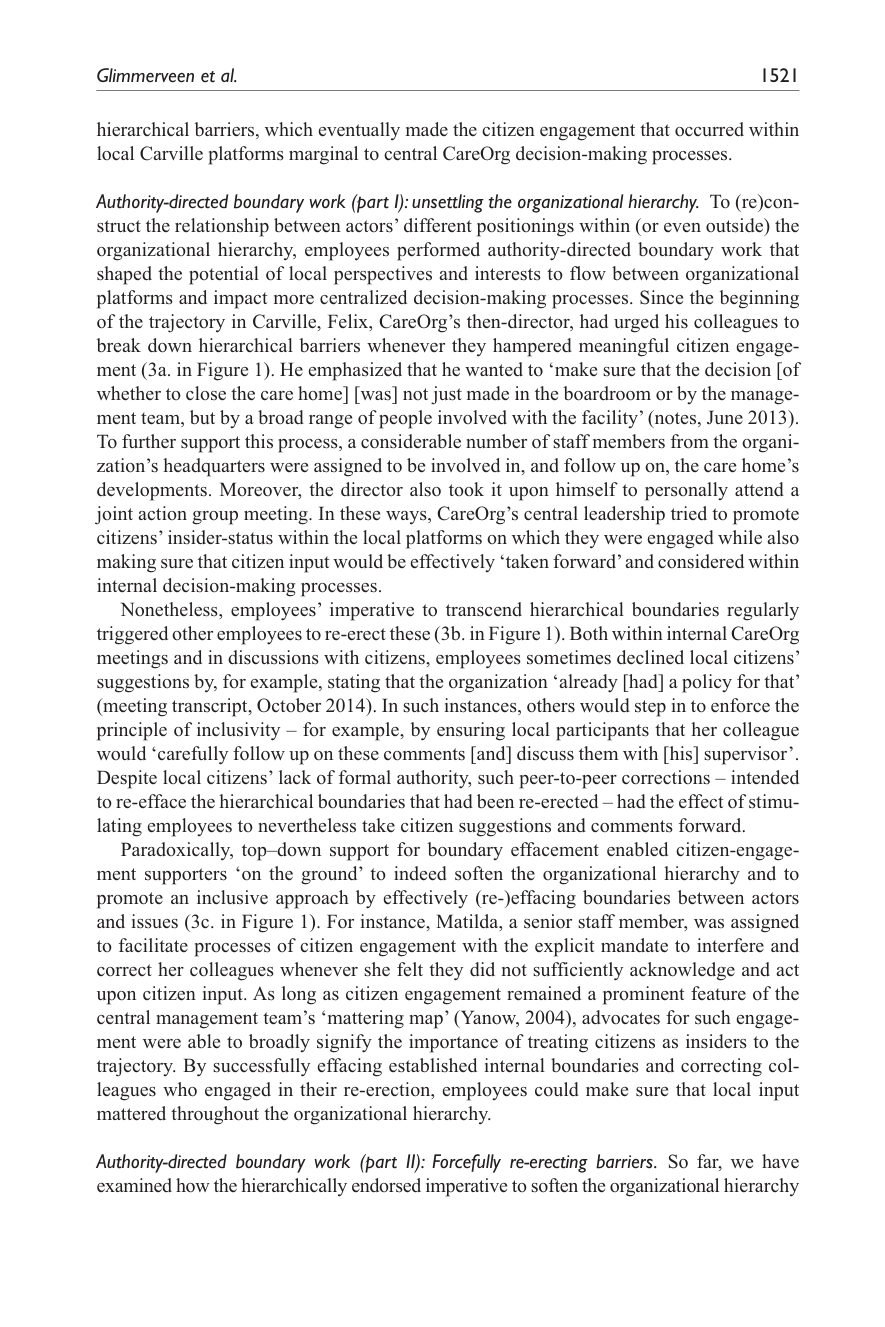 Glimmerveen et al. 1521
hierarchical barriers, which eventually made the citizen engagement that occurred within
local Carville platforms marginal to central CareOrg decision-making processes.
Authority-directed boundary work (part I): unsettling the organizational hierarchy. To (re)con-
struct the relationship between actors’ different positionings within (or even outside) the
organizational hierarchy, employees performed authority-directed boundary work that
shaped the potential of local perspectives and interests to flow between organizational
platforms and impact more centralized decision-making processes. Since the beginning
of the trajectory in Carville, Felix, CareOrg’s then-director, had urged his colleagues to
break down hierarchical barriers whenever they hampered meaningful citizen engage-
ment (3a. in Figure 1). He emphasized that he wanted to ‘make sure that the decision [of
whether to close the care home] [was] not just made in the boardroom or by the manage-
ment team, but by a broad range of people involved with the facility’ (notes, June 2013).
To further support this process, a considerable number of staff members from the organi-
zation’s headquarters were assigned to be involved in, and follow up on, the care home’s
developments. Moreover, the director also took it upon himself to personally attend a
joint action group meeting. In these ways, CareOrg’s central leadership tried to promote
citizens’ insider-status within the local platforms on which they were engaged while also
making sure that citizen input would be effectively ‘taken forward’ and considered within
internal decision-making processes.
Nonetheless, employees’ imperative to transcend hierarchical boundaries regularly
triggered other employees to re-erect these (3b. in Figure 1). Both within internal CareOrg
meetings and in discussions with citizens, employees sometimes declined local citizens’
suggestions by, for example, stating that the organization ‘already [had] a policy for that’
(meeting transcript, October 2014). In such instances, others would step in to enforce the
principle of inclusivity – for example, by ensuring local participants that her colleague
would ‘carefully follow up on these comments [and] discuss them with [his] supervisor’.
Despite local citizens’ lack of formal authority, such peer-to-peer corrections – intended
to re-efface the hierarchical boundaries that had been re-erected – had the effect of stimu-
lating employees to nevertheless take citizen suggestions and comments forward.
Paradoxically, top–down support for boundary effacement enabled citizen-engage-
ment supporters ‘on the ground’ to indeed soften the organizational hierarchy and to
promote an inclusive approach by effectively (re-)effacing boundaries between actors
and issues (3c. in Figure 1). For instance, Matilda, a senior staff member, was assigned
to facilitate processes of citizen engagement with the explicit mandate to interfere and
correct her colleagues whenever she felt they did not sufficiently acknowledge and act
upon citizen input. As long as citizen engagement remained a prominent feature of the
central management team’s ‘mattering map’ (Yanow, 2004), advocates for such engage-
ment were able to broadly signify the importance of treating citizens as insiders to the
trajectory. By successfully effacing established internal boundaries and correcting col-
leagues who engaged in their re-erection, employees could make sure that local input
mattered throughout the organizational hierarchy.
Authority-directed boundary work (part II): Forcefully re-erecting barriers. So far, we have
examined how the hierarchically endorsed imperative to soften the organizational hierarchy